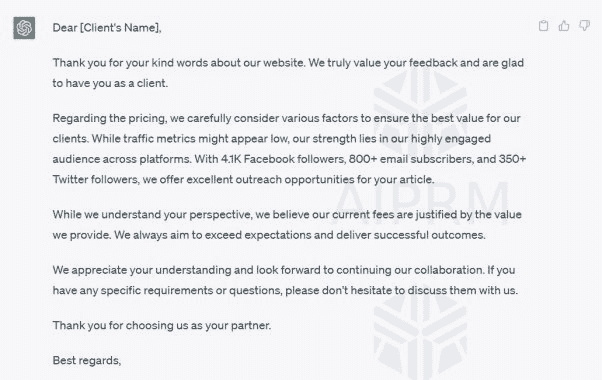 Dear [Client's Name],
Thank you for your kind words about our website. We truly value your feedback and are glad
to have you as a client.
Regarding the pricing, we carefully consider various factors to ensure the best value for our
clients. While traffic metrics might appear low, our strength lies in our highly engaged
audience across platforms. With 4.1K Facebook followers, 800+ email subscribers, and 350+
Twitter followers, we offer excellent outreach opportunities for your article.
AIPRM
While we understand your perspective, we believe our current fees are justified by the value
we provide. We always aim to exceed expectations and deliver successful outcomes.
We appreciate your understanding and look forward to continuing our collaboration. If you
have any specific requirements or questions, please don't hesitate to discuss them with us.
Thank you for choosing us as your partner.
Best regards,